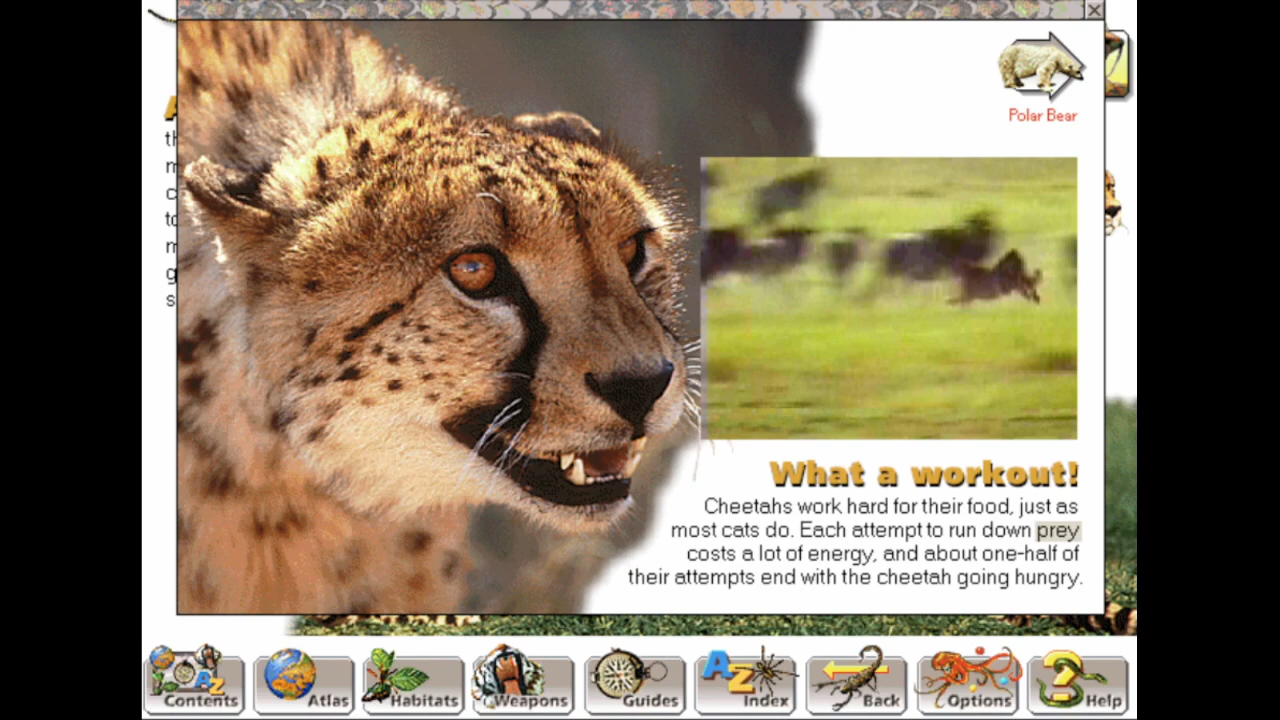 Polar Bear
What a workout!
Cheetahs work hard for their food, just as
most cats do. Each attempt to run down prey
costs a lot of energy, and about one-half of
their attempts end with the cheetah going hungry.
Contents
Atlas
Habitats
Weapons
Guides
AZ Index
Back
Options
? Help